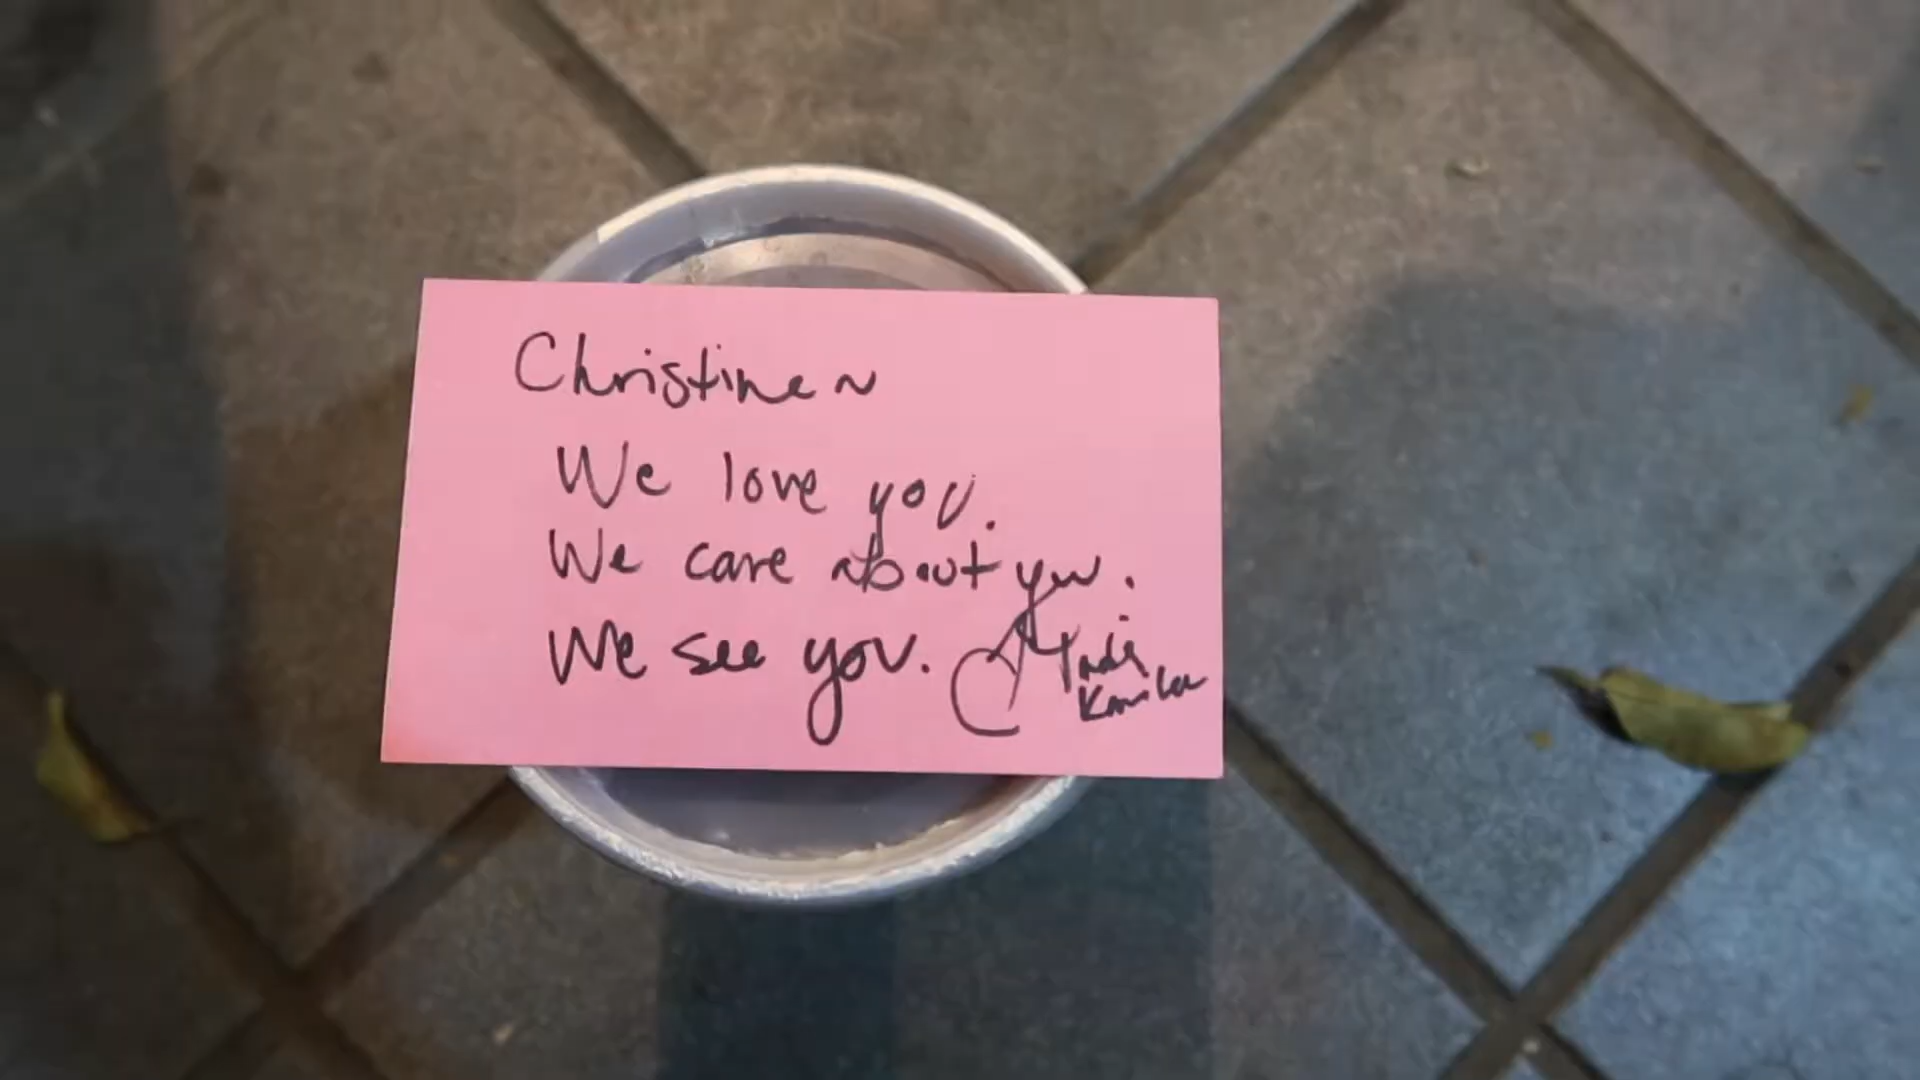 Christine ~
We love you.
We care about you.
We see you.